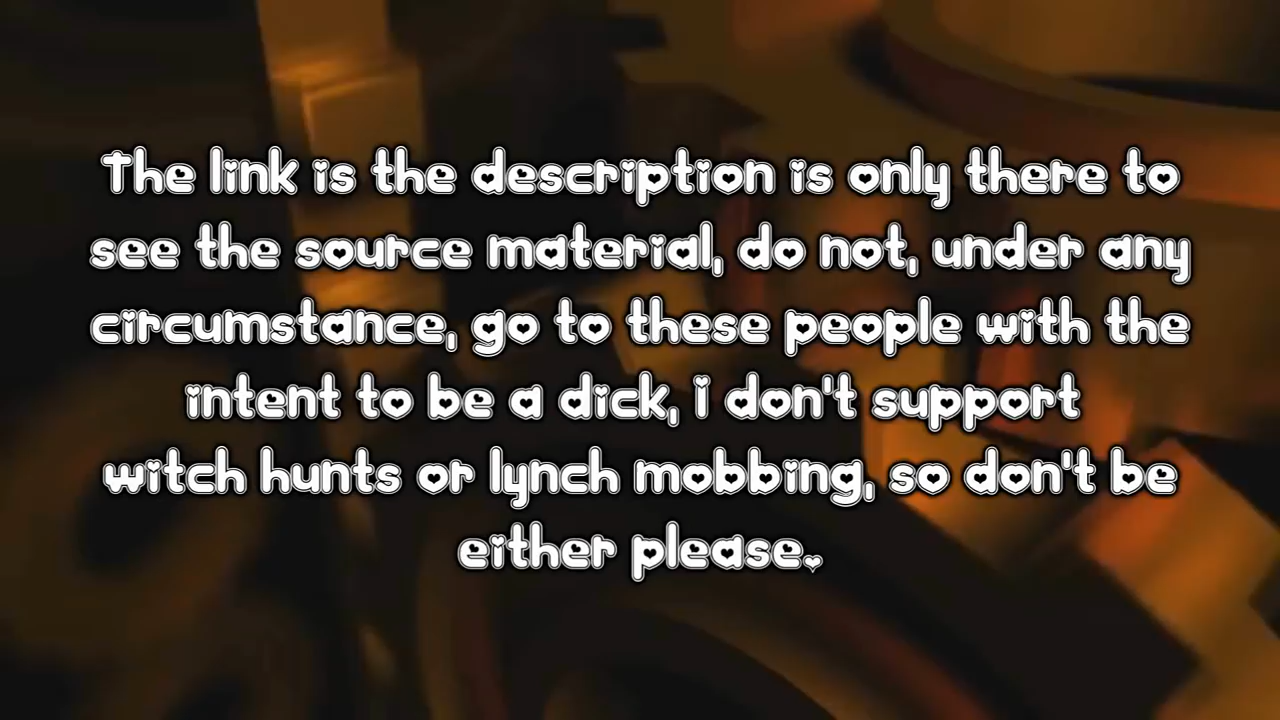 The link is the description is only there to
see the source material, do not, under any
circumstance, go to these people with the
intent to be a dick, i don't support
witch hunts or lynch mobbing, so don't be
either please.